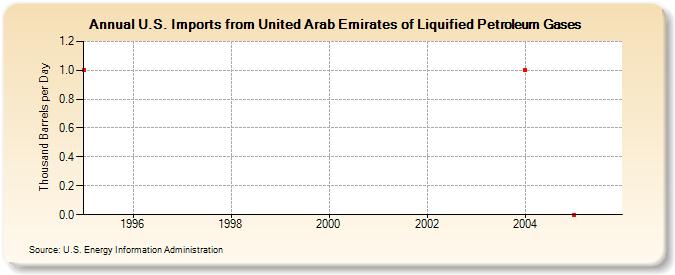 Annual U.S. Imports from United Arab Emirates of Liquified Petroleum Gases
Thousand Barrels per Day
1.2
1.0
0.8
0.6
0.4
0.2
0.0
1996 1998 2000 2002 2004
Source: U.S. Energy Information Administration